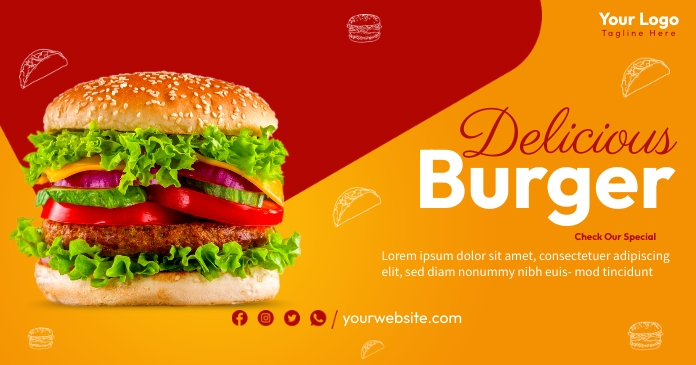 Your Logo
Tagline Here
Delicious
Burger
Check Our Special
Lorem ipsum dolor sit amet, consectetuer adipiscing
elit, sed diam nonummy nibh euis- mod tincidunt
/ yourwebsite.com